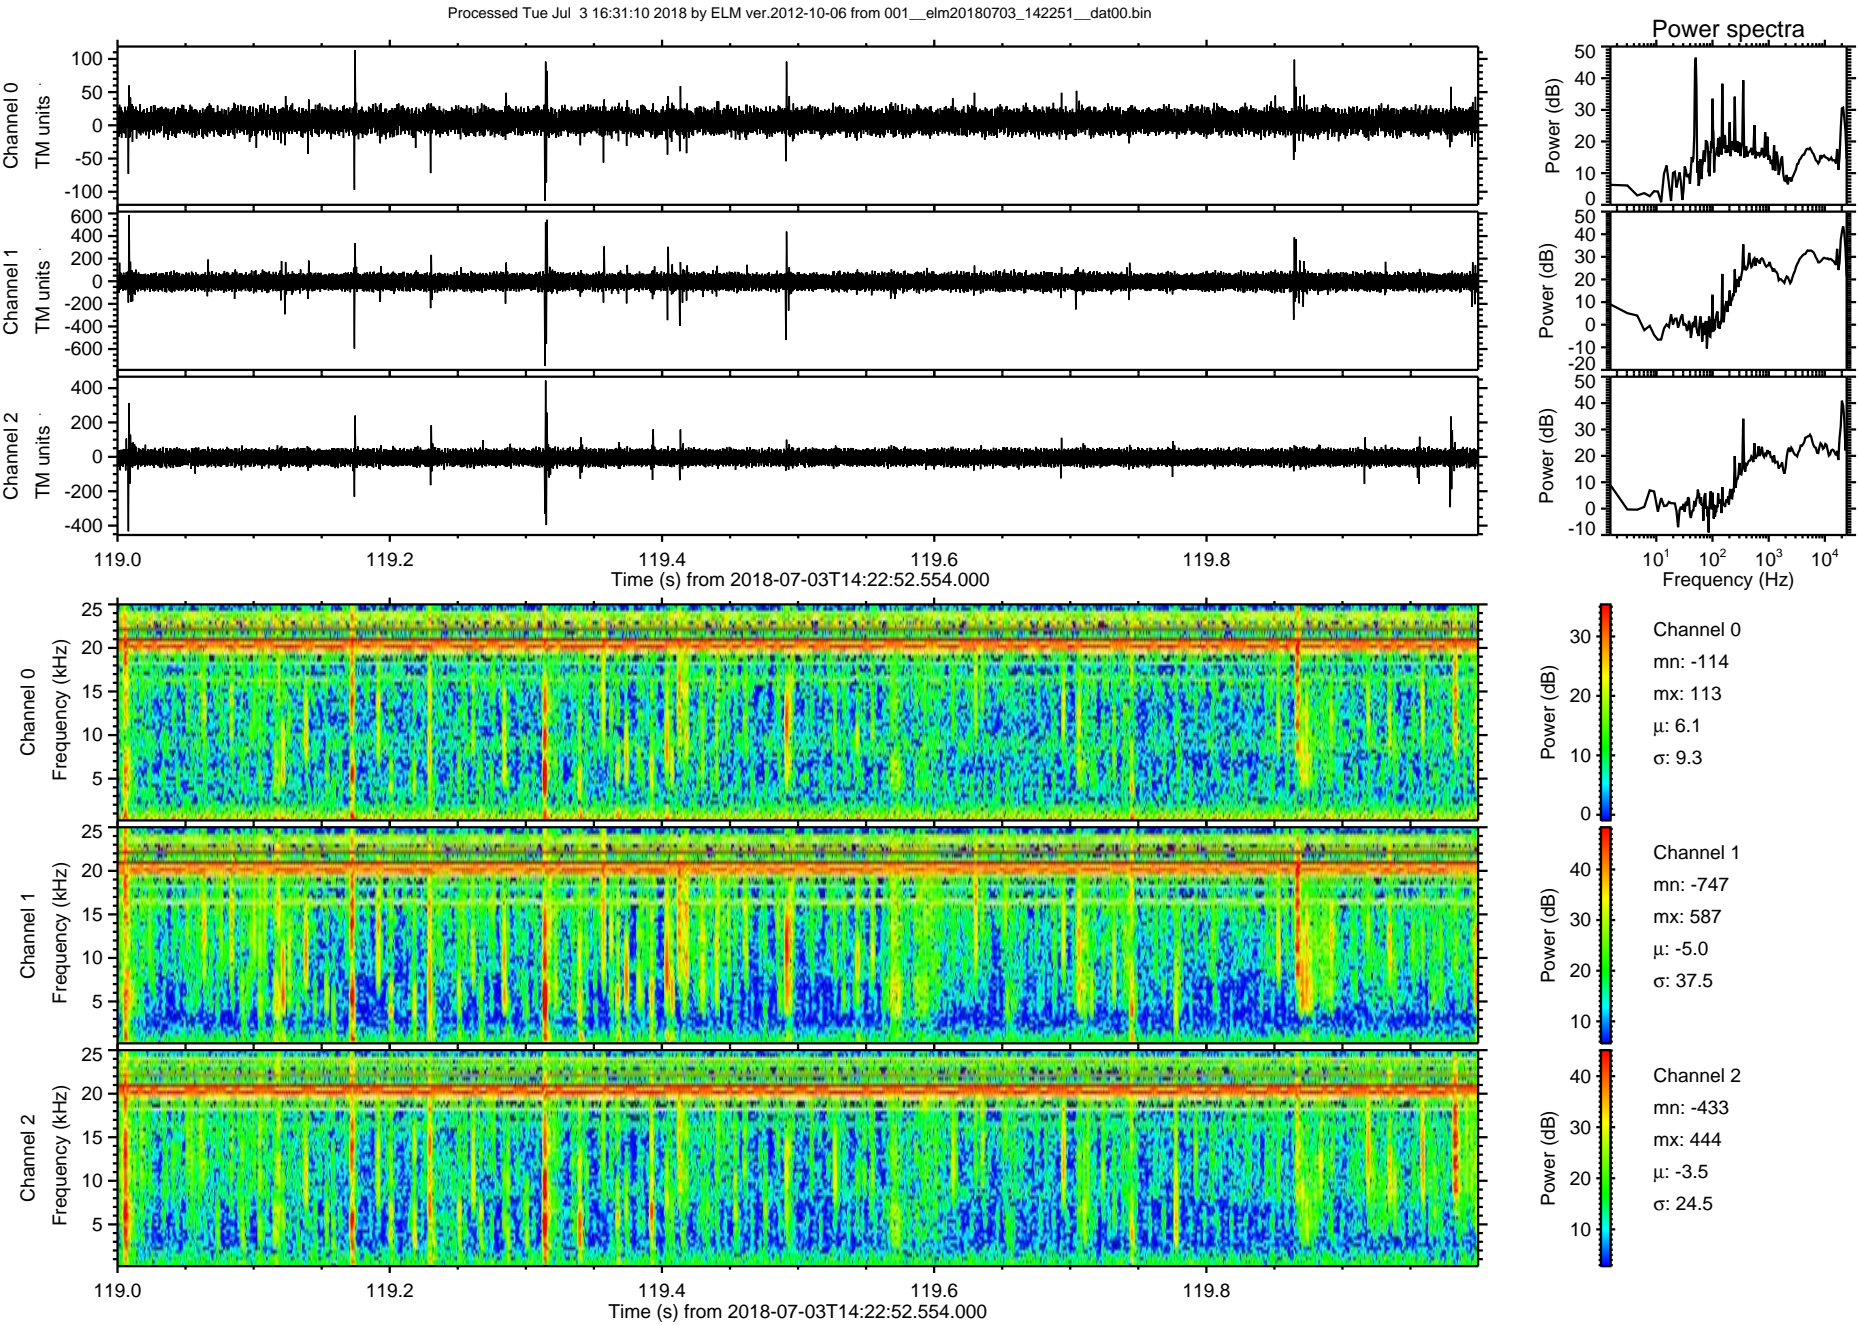 Processed Tue Jul  3 16:31:10 2018 by ELM ver.2012-10-06 from 001__elm20180703_142251__dat00.bin
Power spectra
Channel 0
TM units
100
50
0
-50
-100
Power (dB)
50
40
30
20
10
0
Channel 1
TM units
600
400
200
0
-200
-400
-600
Power (dB)
50
40
30
20
10
0
-10
-20
Channel 2
TM units
400
200
0
-200
-400
Power (dB)
50
40
30
20
10
0
-10
119.0 119.2 119.4 119.6 119.8
Time (s) from 2018-07-03T14:22:52.554.000
10^1 10^2 10^3 10^4
Frequency (Hz)
Channel 0
Frequency (kHz)
25
20
15
10
5
Power (dB)
30
20
10
0
Channel 0
mn: -114
mx: 113
μ: 6.1
σ: 9.3
Channel 1
Frequency (kHz)
25
20
15
10
5
Power (dB)
40
30
20
10
Channel 1
mn: -747
mx: 587
μ: -5.0
σ: 37.5
Channel 2
Frequency (kHz)
25
20
15
10
5
Power (dB)
40
30
20
10
Channel 2
mn: -433
mx: 444
μ: -3.5
σ: 24.5
119.0 119.2 119.4 119.6 119.8
Time (s) from 2018-07-03T14:22:52.554.000